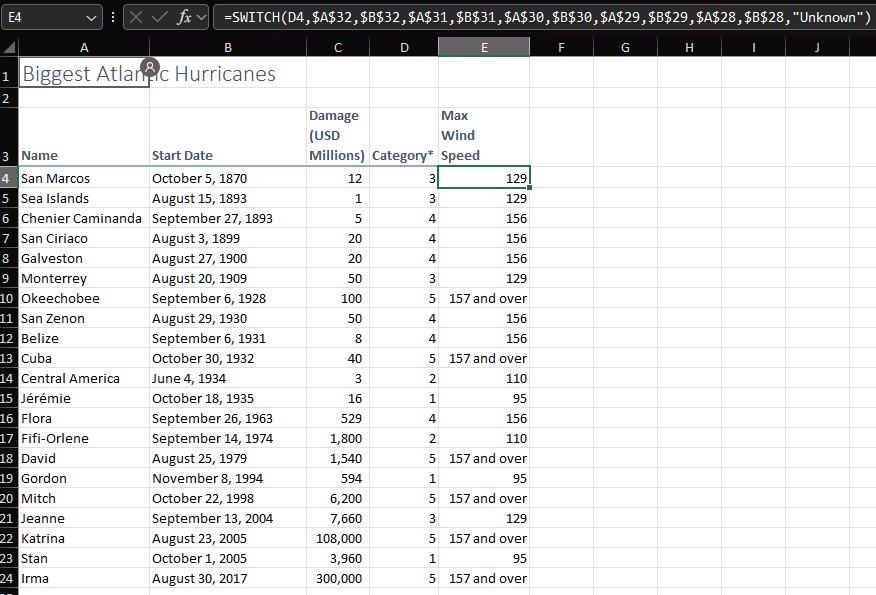 E4 fx =SWITCH(D4,$A$32,$B$32,$A$31,$B$31,$A$30,$B$30,$A$29,$B$29,$A$28,$B$28,"Unknown")
A B C D E F G H I J
1 Biggest Atlantic Hurricanes
2
Damage Max
(USD Wind
3 Name Start Date Millions) Category* Speed
4 San Marcos October 5, 1870 12 3 129
5 Sea Islands August 15, 1893 1 3 129
6 Chenier Caminanda September 27, 1893 5 4 156
7 San Ciriaco August 3, 1899 20 4 156
8 Galveston August 27, 1900 20 4 156
9 Monterrey August 20, 1909 50 3 129
10 Okeechobee September 6, 1928 100 5 157 and over
11 San Zenon August 29, 1930 50 4 156
12 Belize September 6, 1931 8 4 156
13 Cuba October 30, 1932 40 5 157 and over
14 Central America June 4, 1934 3 2 110
15 Jérémie October 18, 1935 16 1 95
16 Flora September 26, 1963 529 4 156
17 Fifi-Orlene September 14, 1974 1,800 2 110
18 David August 25, 1979 1,540 5 157 and over
19 Gordon November 8, 1994 594 1 95
20 Mitch October 22, 1998 6,200 5 157 and over
21 Jeanne September 13, 2004 7,660 3 129
22 Katrina August 23, 2005 108,000 5 157 and over
23 Stan October 1, 2005 3,960 1 95
24 Irma August 30, 2017 300,000 5 157 and over